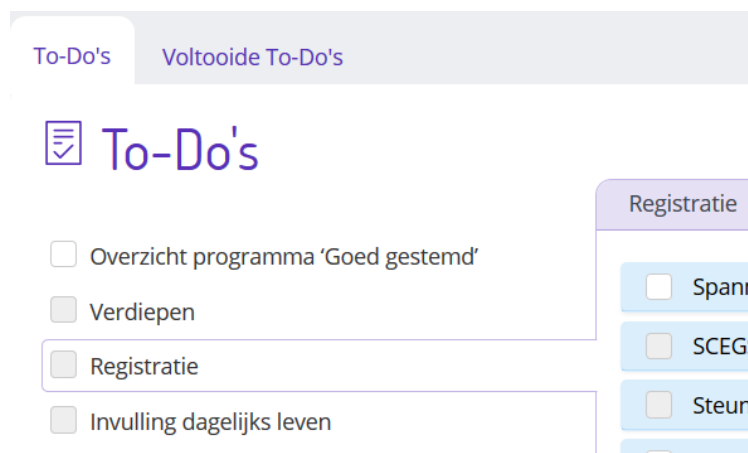 To-Do's
Voltooide To-Do's
To-Do's
Overzicht programma ‘Goed gestemd’
Verdiepen
Registratie
Invulling dagelijks leven
Registratie